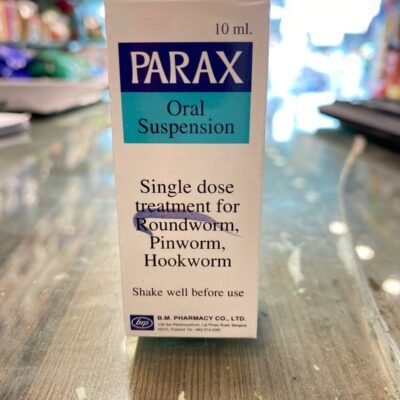 10 ml.
PARAX
Oral
Suspension
Single dose
treatment for
Roundworm,
Pinworm,
Hookworm
Shake well before use
bmp
B.M. PHARMACY CO., LTD.